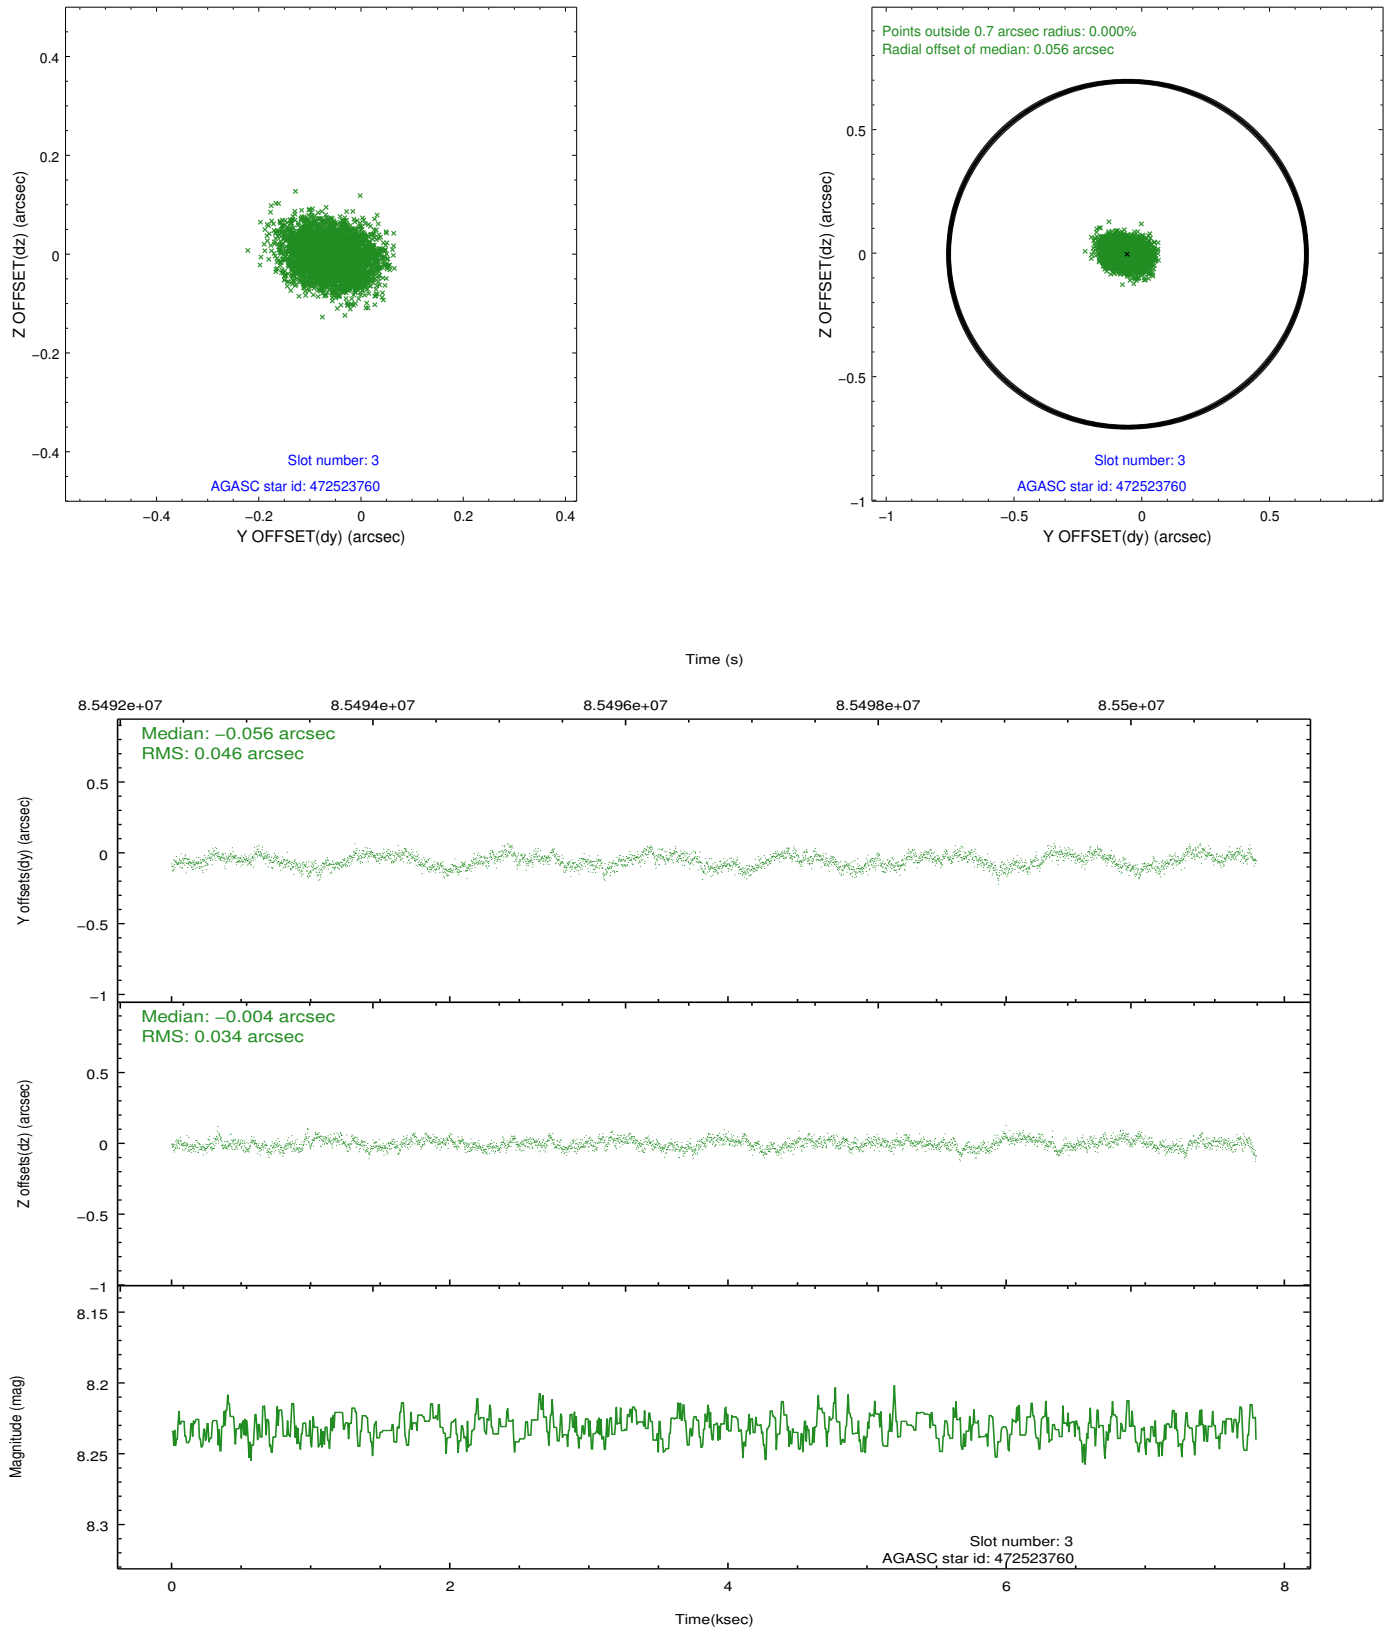 0.4
0.2
0
−0.2
−0.4
Z OFFSET(dz) (arcsec)
Slot number: 3
AGASC star id: 472523760
−0.4
−0.2
0
0.2
0.4
Y OFFSET(dy) (arcsec)
Points outside 0.7 arcsec radius: 0.000%
Radial offset of median: 0.056 arcsec
0.5
0
−0.5
−1
Z OFFSET(dz) (arcsec)
Slot number: 3
AGASC star id: 472523760
−1
−0.5
0
0.5
Y OFFSET(dy) (arcsec)
Time (s)
8.5492e+07
8.5494e+07
8.5496e+07
8.5498e+07
8.55e+07
Median: −0.056 arcsec
RMS: 0.046 arcsec
0.5
0
−0.5
−1
Y offsets(dy) (arcsec)
Median: −0.004 arcsec
RMS: 0.034 arcsec
0.5
0
−0.5
−1
Z offsets(dz) (arcsec)
8.15
8.2
8.25
8.3
Magnitude (mag)
Slot number: 3
AGASC star id: 472523760
0
2
4
6
8
Time(ksec)